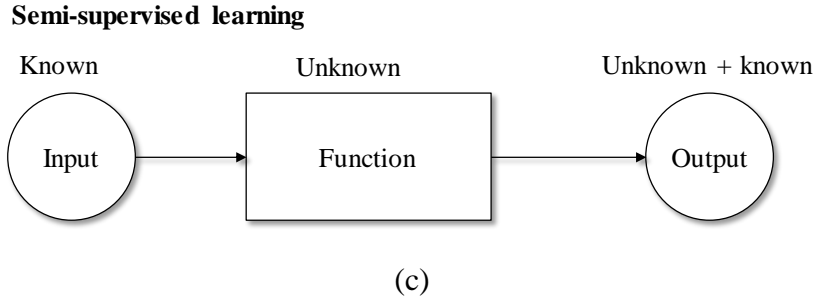 Semi-supervised learning
Known Unknown Unknown + known
Input Function Output
(c)